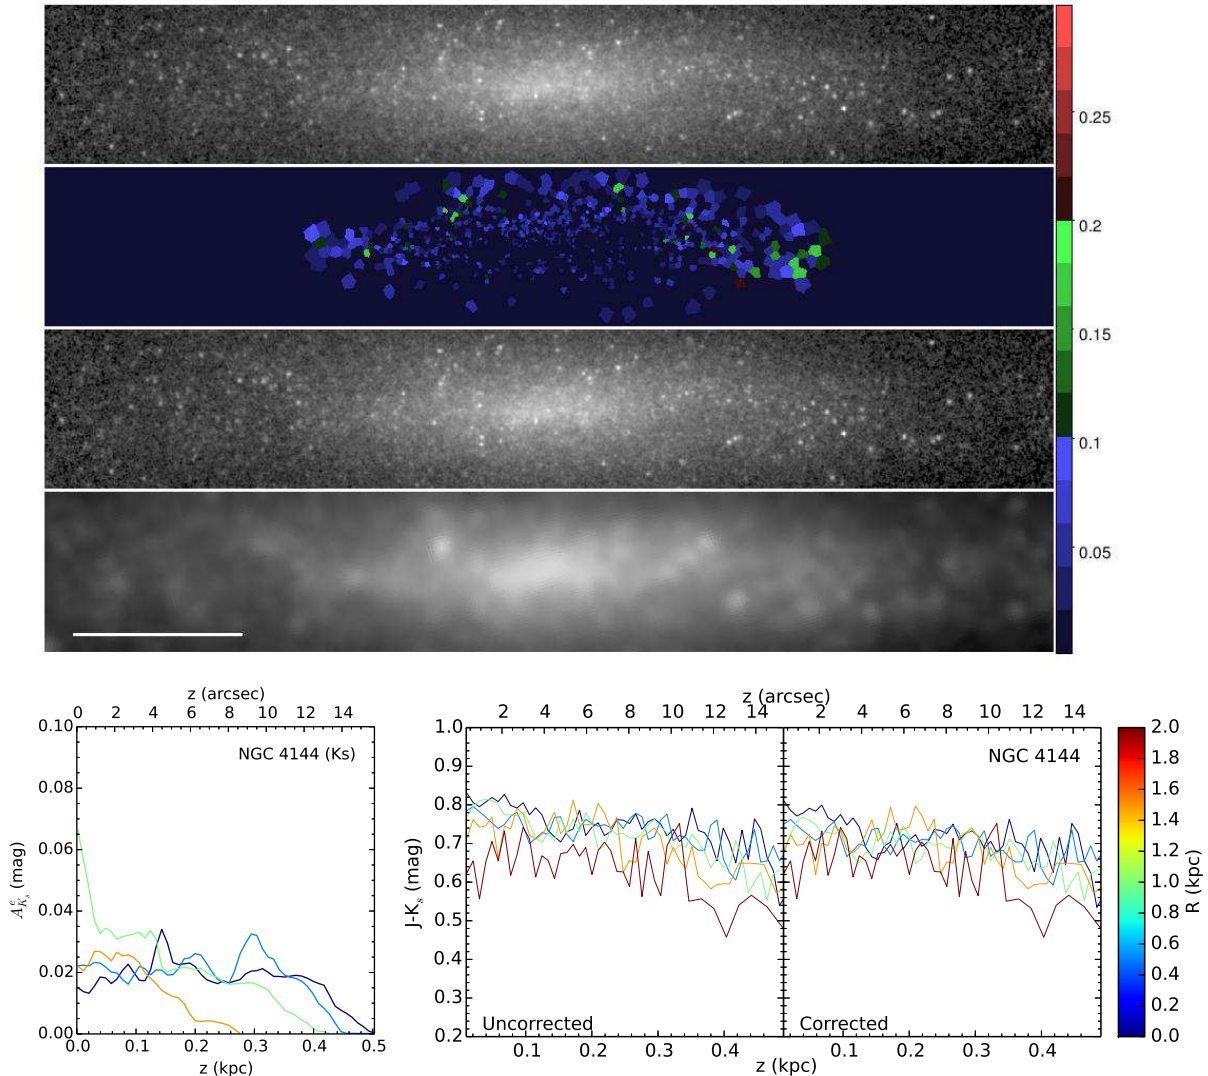 0.25
0.2
0.15
0.1
0.05
z (arcsec)
0 2 4 6 8 10 12 14
0.10
0.08
0.06
0.04
0.02
0.00
A^c_{K_s} (mag)
NGC 4144 (Ks)
0.0 0.1 0.2 0.3 0.4 0.5
z (kpc)
z (arcsec)
2 4 6 8 10 12 14 2 4 6 8 10 12 14
1.0
0.9
0.8
0.7
0.6
0.5
0.4
0.3
0.2
J-K_s (mag)
NGC 4144
Uncorrected
Corrected
0.1 0.2 0.3 0.4 0.1 0.2 0.3 0.4
z (kpc)
2.0
1.8
1.6
1.4
1.2
1.0
0.8
0.6
0.4
0.2
0.0
R (kpc)